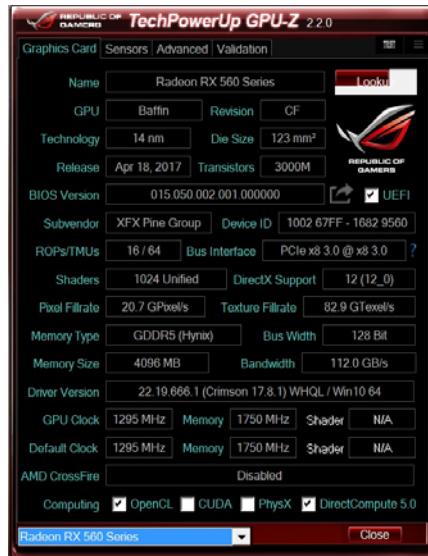 REPUBLIC OF GAMERS TechPowerUp GPU-Z 2.2.0
Graphics Card Sensors Advanced Validation
Name Radeon RX 560 Series Looku
GPU Baffin Revision CF
Technology 14 nm Die Size 123 mm²
Release Apr 18, 2017 Transistors 3000M
REPUBLIC OF GAMERS
BIOS Version 015.050.002.001.000000 UEFI
Subvendor XFX Pine Group Device ID 1002 67FF - 1682 9560
ROPs/TMUs 16 / 64 Bus Interface PCIe x8 3.0 @ x8 3.0 ?
Shaders 1024 Unified DirectX Support 12 (12_0)
Pixel Fillrate 20.7 GPixel/s Texture Fillrate 82.9 GTexel/s
Memory Type GDDR5 (Hynix) Bus Width 128 Bit
Memory Size 4096 MB Bandwidth 112.0 GB/s
Driver Version 22.19.666.1 (Crimson 17.8.1) WHQL / Win10 64
GPU Clock 1295 MHz Memory 1750 MHz Shader N/A
Default Clock 1295 MHz Memory 1750 MHz Shader N/A
AMD CrossFire Disabled
Computing OpenCL CUDA PhysX DirectCompute 5.0
Radeon RX 560 Series Close